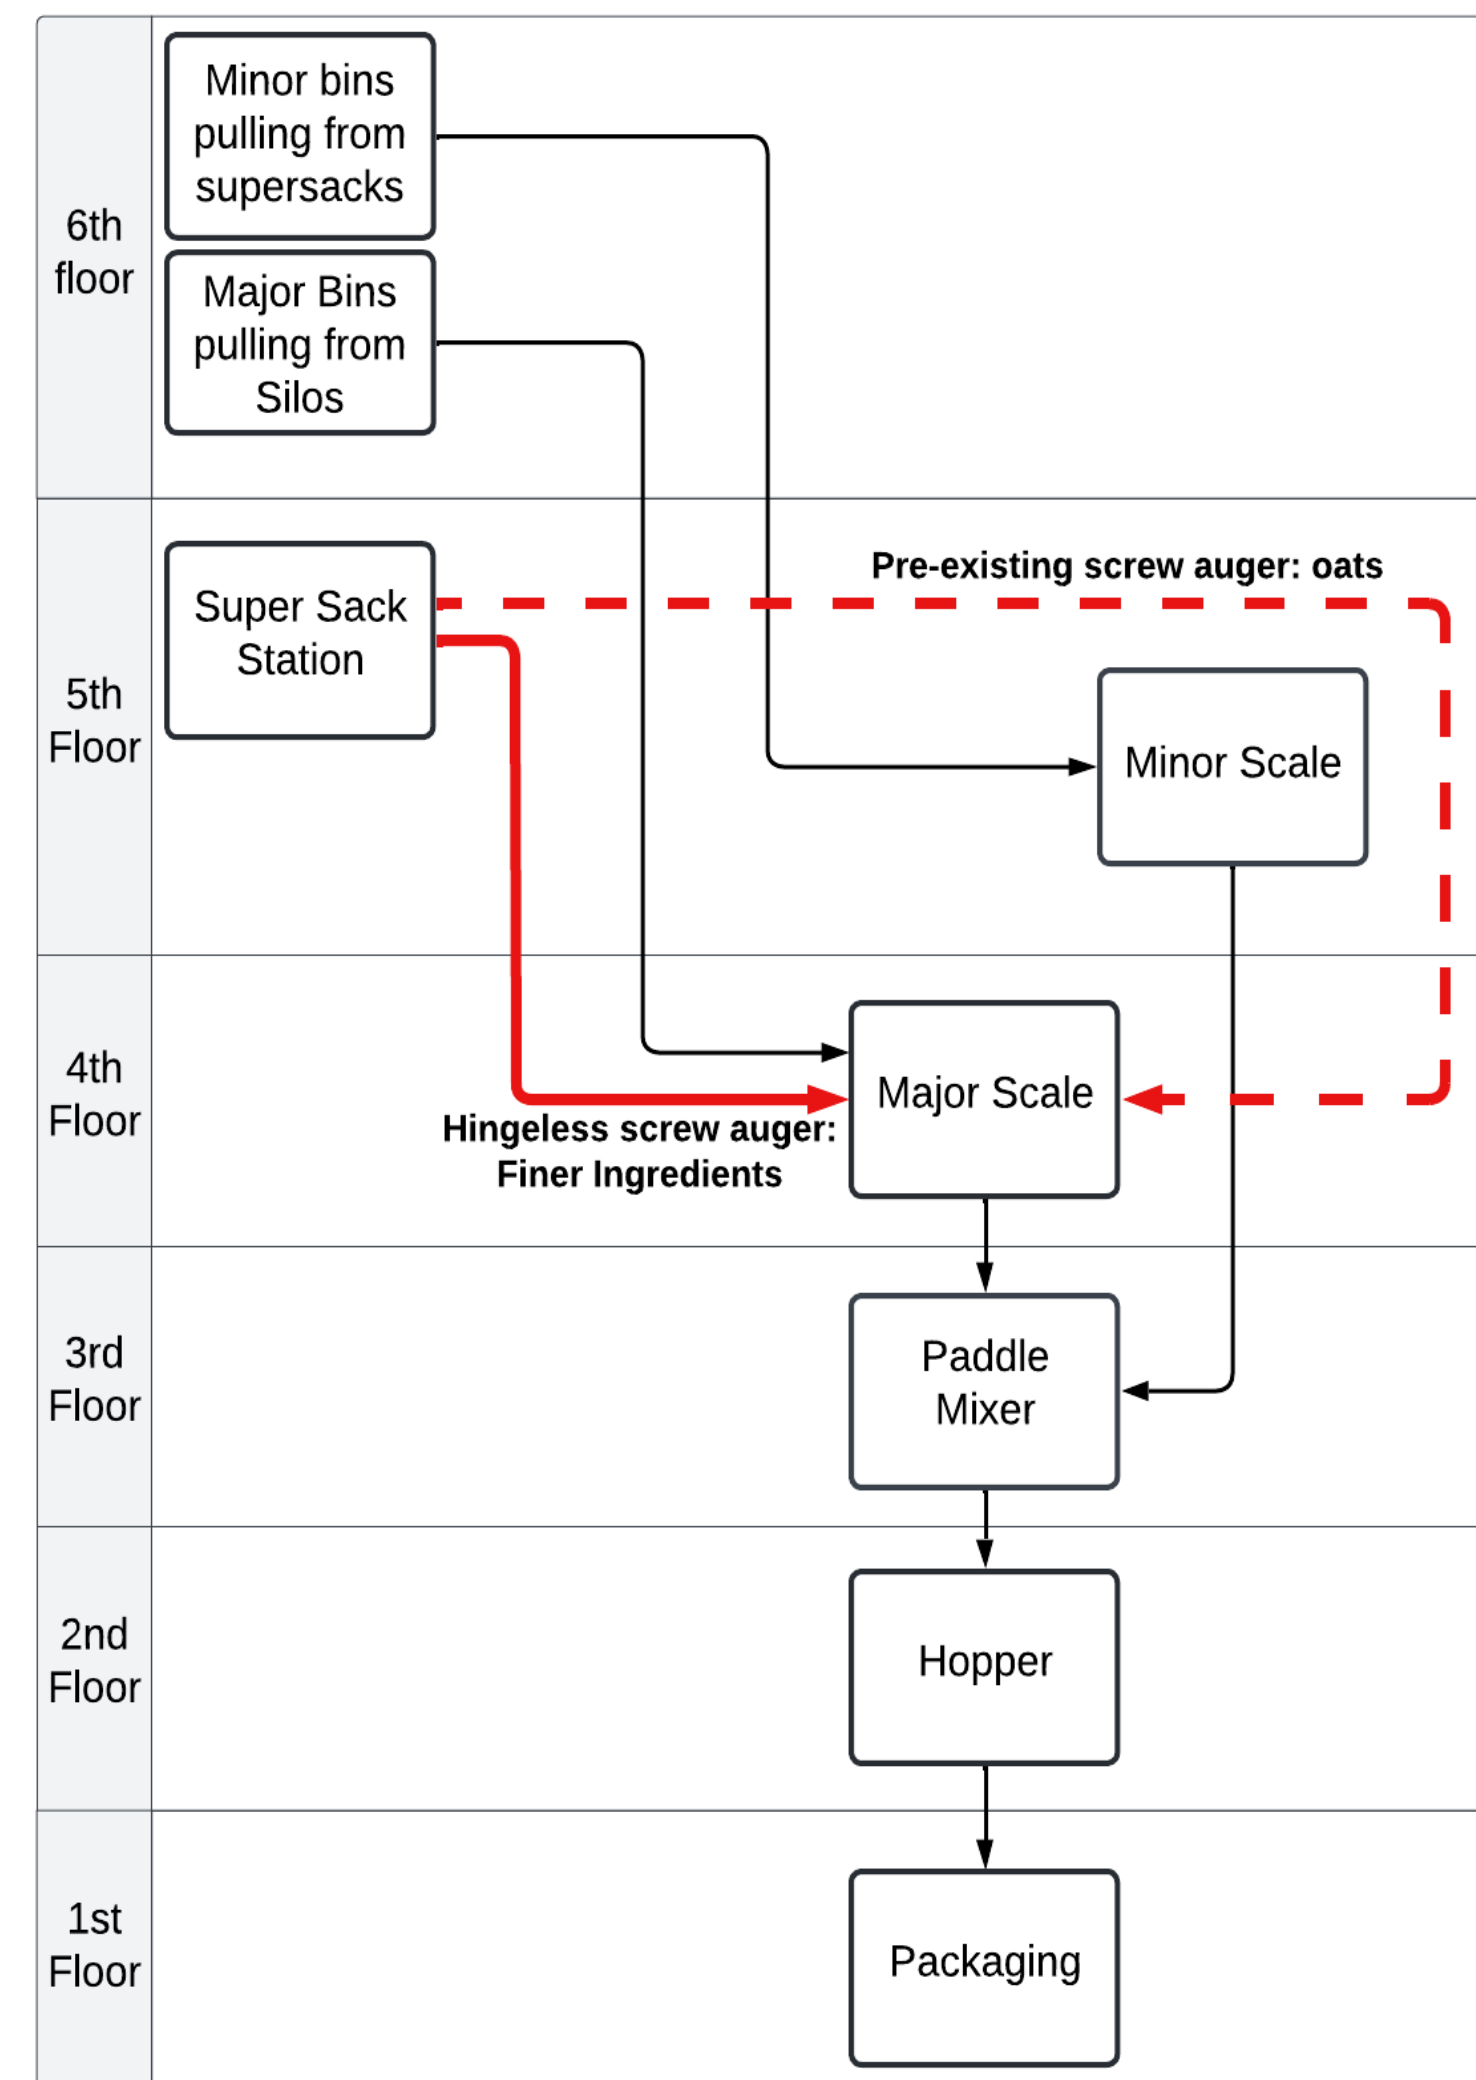 6th
floor
Minor bins
pulling from
supersacks
Major Bins
pulling from
Silos
5th
Floor
Super Sack
Station
Pre-existing screw auger: oats
Minor Scale
4th
Floor
Major Scale
Hingeless screw auger:
Finer Ingredients
3rd
Floor
Paddle
Mixer
2nd
Floor
Hopper
1st
Floor
Packaging